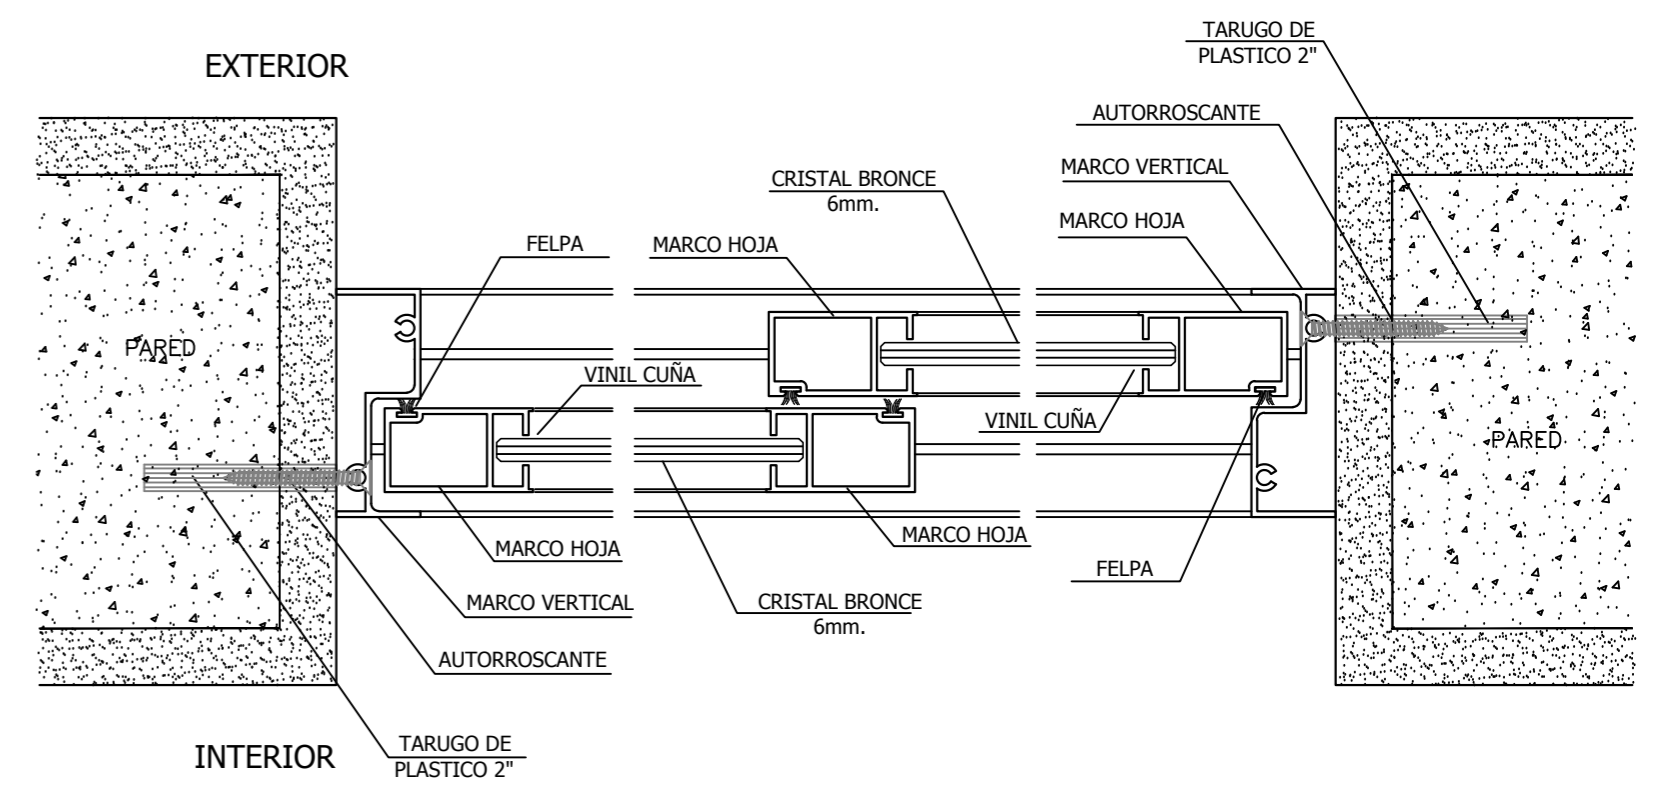 EXTERIOR
TARUGO DE
PLASTICO 2"
AUTORROSCANTE
MARCO VERTICAL
CRISTAL BRONCE
6mm.
MARCO HOJA
FELPA
MARCO HOJA
PARED
VINIL CUÑA
VINIL CUÑA
PARED
MARCO HOJA
MARCO HOJA
FELPA
MARCO VERTICAL
CRISTAL BRONCE
6mm.
AUTORROSCANTE
INTERIOR
TARUGO DE
PLASTICO 2"